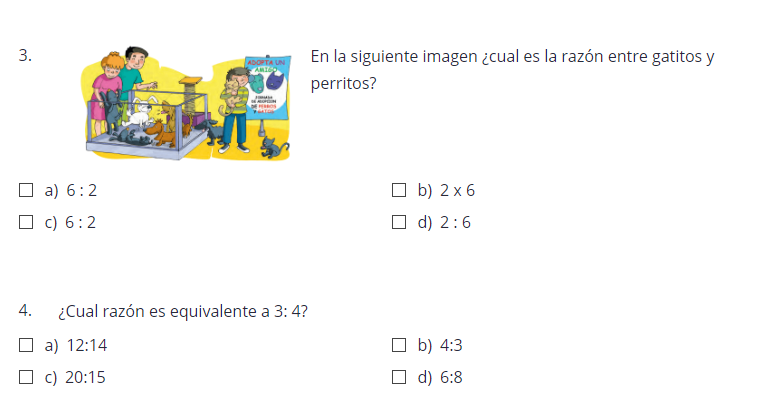 3.
ADOPTA UN
AMIGO
JORNADA
DE ADOPCIÓN
DE PERROS
Y GATOS
En la siguiente imagen ¿cual es la razón entre gatitos y
perritos?
a) 6 : 2
b) 2 x 6
c) 6 : 2
d) 2 : 6
4. ¿Cual razón es equivalente a 3: 4?
a) 12:14
b) 4:3
c) 20:15
d) 6:8